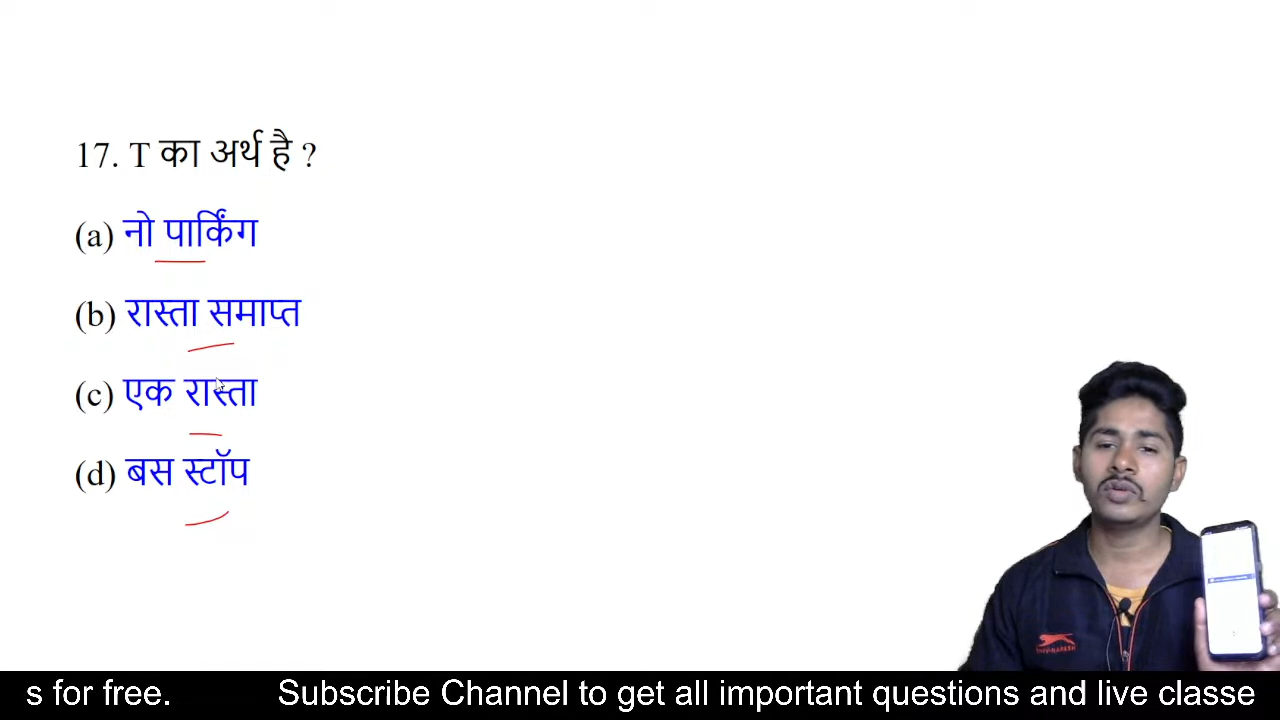 17. T का अर्थ है ?
(a) नो पार्किंग
(b) रास्ता समाप्त
(c) एक रास्ता
(d) बस स्टॉप
s for free. Subscribe Channel to get all important questions and live classe